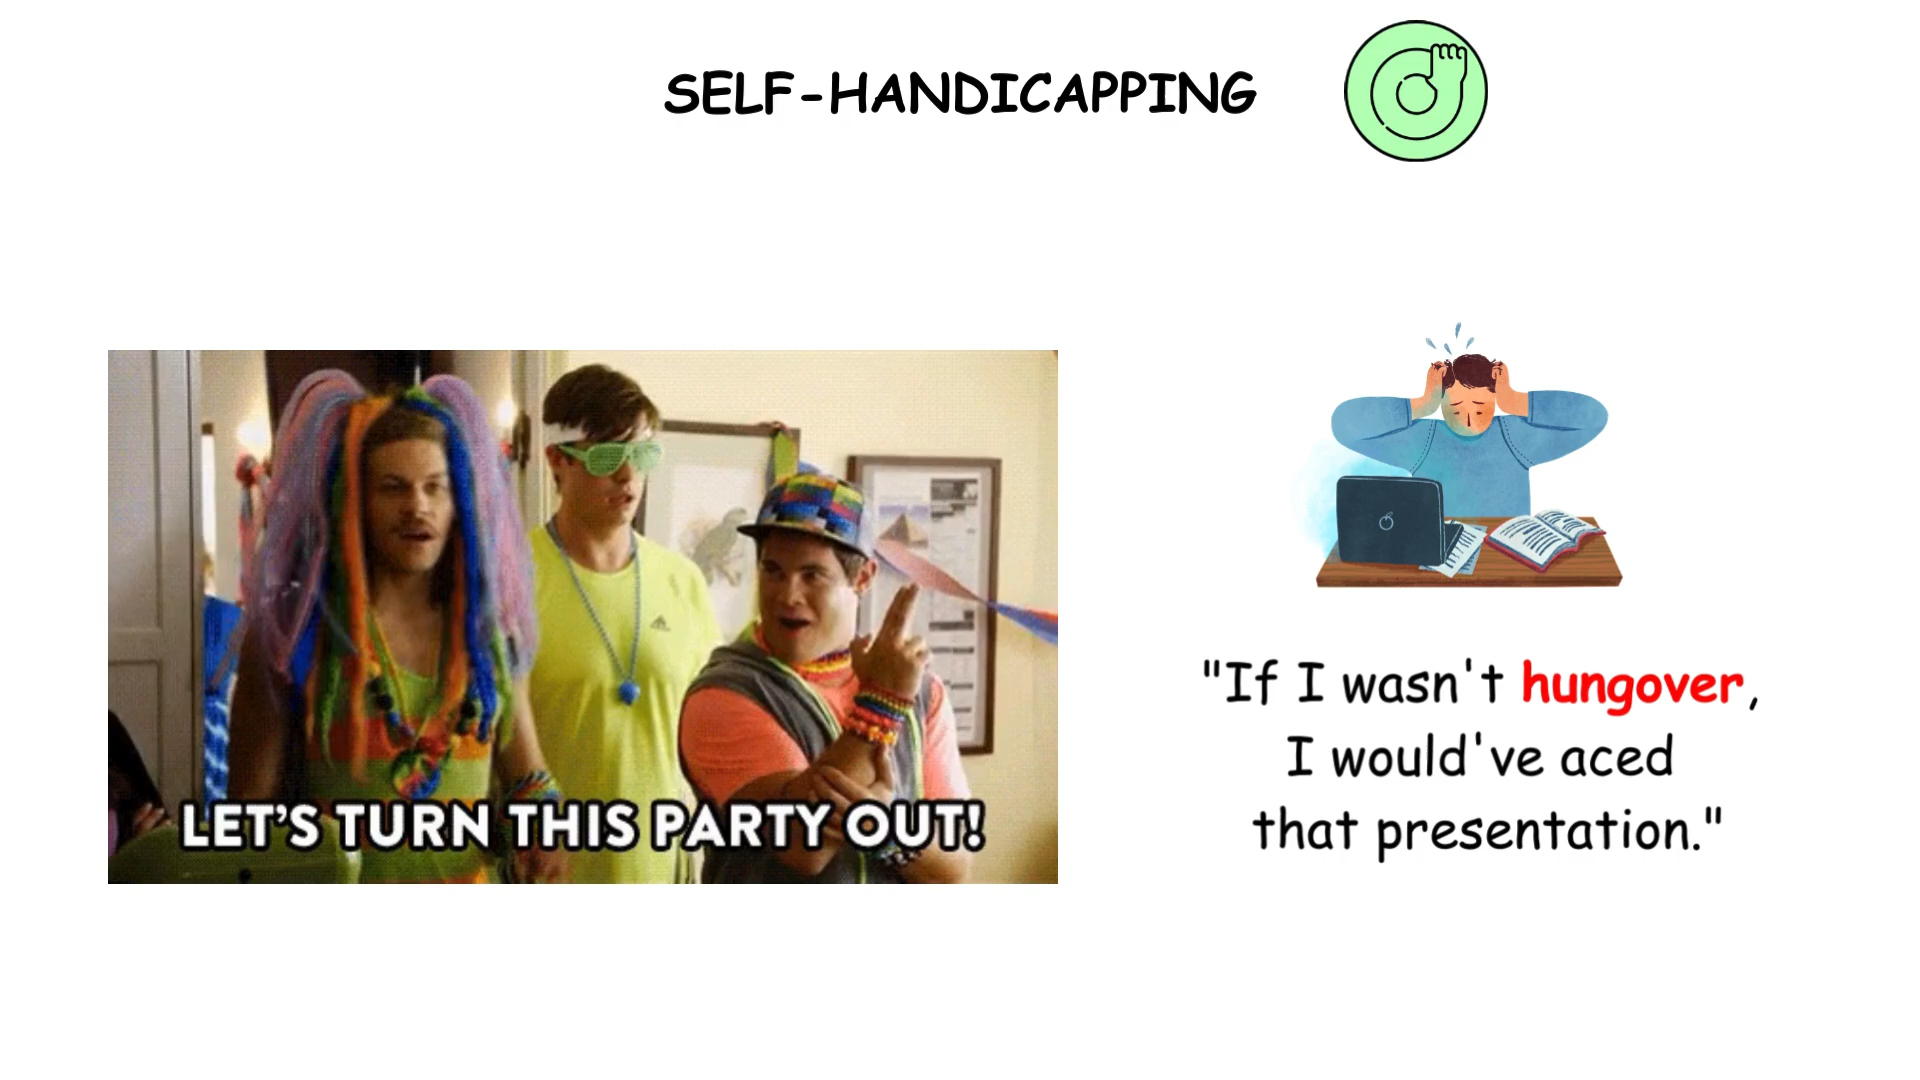 SELF-HANDICAPPING
LET'S TURN THIS PARTY OUT!
"If I wasn't hungover,
I would've aced
that presentation."